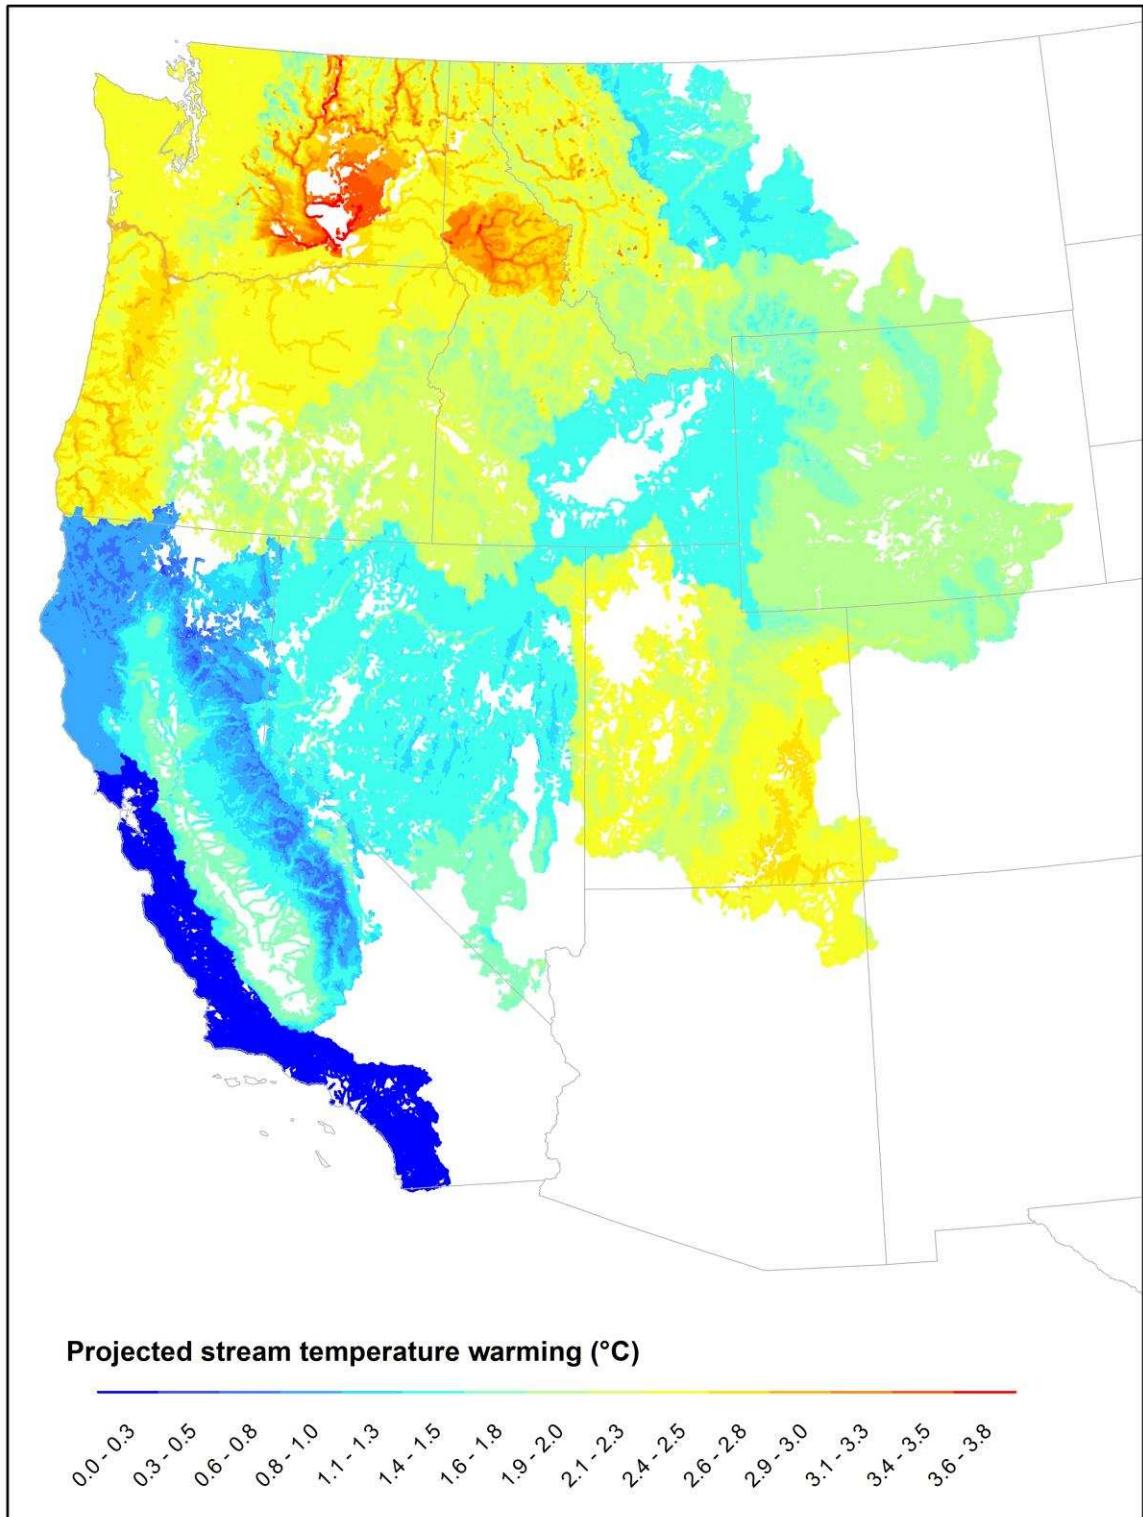 Projected stream temperature warming (°C)
0.0 - 0.3
0.3 - 0.5
0.6 - 0.8
0.8 - 1.0
1.1 - 1.3
1.4 - 1.5
1.6 - 1.8
1.9 - 2.0
2.1 - 2.3
2.4 - 2.5
2.6 - 2.8
2.9 - 3.0
3.1 - 3.3
3.4 - 3.5
3.6 - 3.8